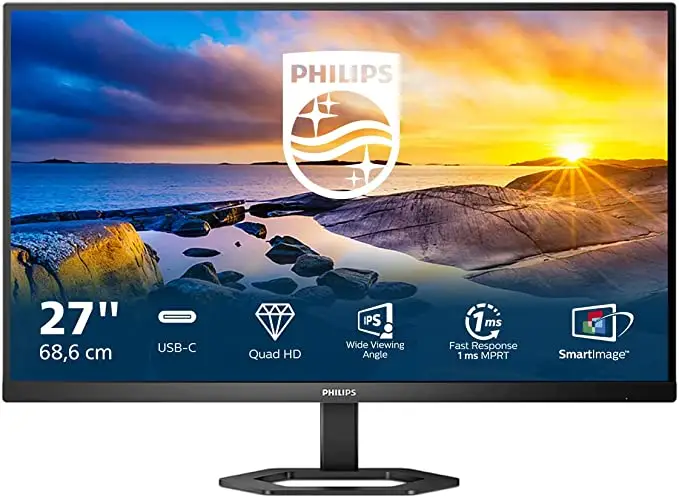 PHILIPS
27"
68,6 cm
USB-C
Quad HD
IPS
Wide Viewing
Angle
1ms
Fast Response
1 ms MPRT
SmartImage™
PHILIPS